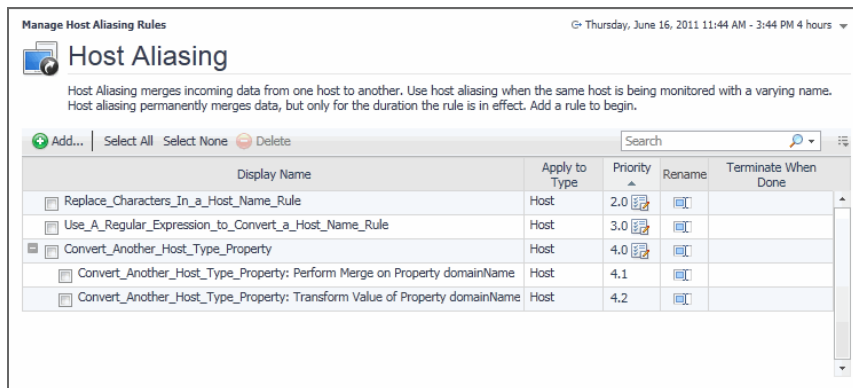 Manage Host Aliasing Rules
Thursday, June 16, 2011 11:44 AM - 3:44 PM 4 hours
Host Aliasing
Host Aliasing merges incoming data from one host to another. Use host aliasing when the same host is being monitored with a varying name.
Host aliasing permanently merges data, but only for the duration the rule is in effect. Add a rule to begin.
Add... Select All Select None Delete Search
Display Name Apply to Type Priority Rename Terminate When Done
Replace_Characters_In_a_Host_Name_Rule Host 2.0
Use_A_Regular_Expression_to_Convert_a_Host_Name_Rule Host 3.0
Convert_Another_Host_Type_Property Host 4.0
Convert_Another_Host_Type_Property: Perform Merge on Property domainName Host 4.1
Convert_Another_Host_Type_Property: Transform Value of Property domainName Host 4.2